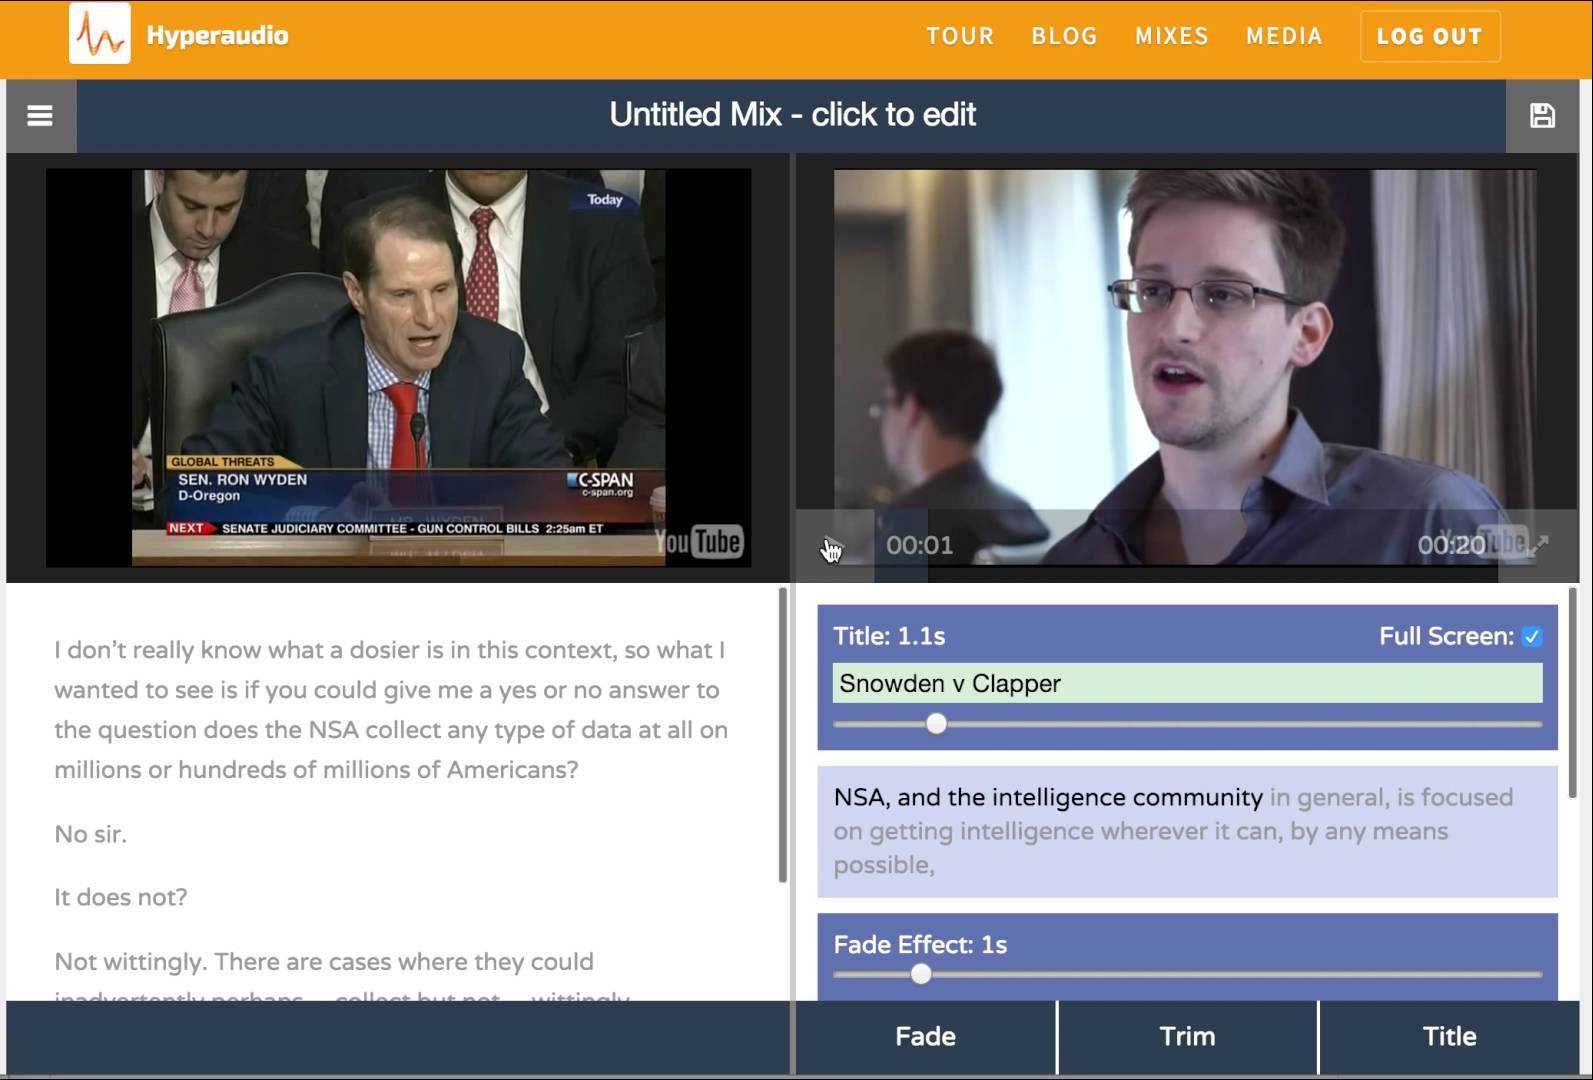 Hyperaudio
TOUR BLOG MIXES MEDIA LOG OUT
Untitled Mix - click to edit
Today
GLOBAL THREATS
SEN. RON WYDEN
D-Oregon
C-SPAN
c-span.org
NEXT SENATE JUDICIARY COMMITTEE - GUN CONTROL BILLS 2:25am ET
YouTube
00:01
00:20
I don't really know what a dosier is in this context, so what I
wanted to see is if you could give me a yes or no answer to
the question does the NSA collect any type of data at all on
millions or hundreds of millions of Americans?
No sir.
It does not?
Not wittingly. There are cases where they could
inadvertently perhaps ... collect but not ... wittingly.
Title: 1.1s
Full Screen:
Snowden v Clapper
NSA, and the intelligence community in general, is focused
on getting intelligence wherever it can, by any means
possible,
Fade Effect: 1s
Fade
Trim
Title